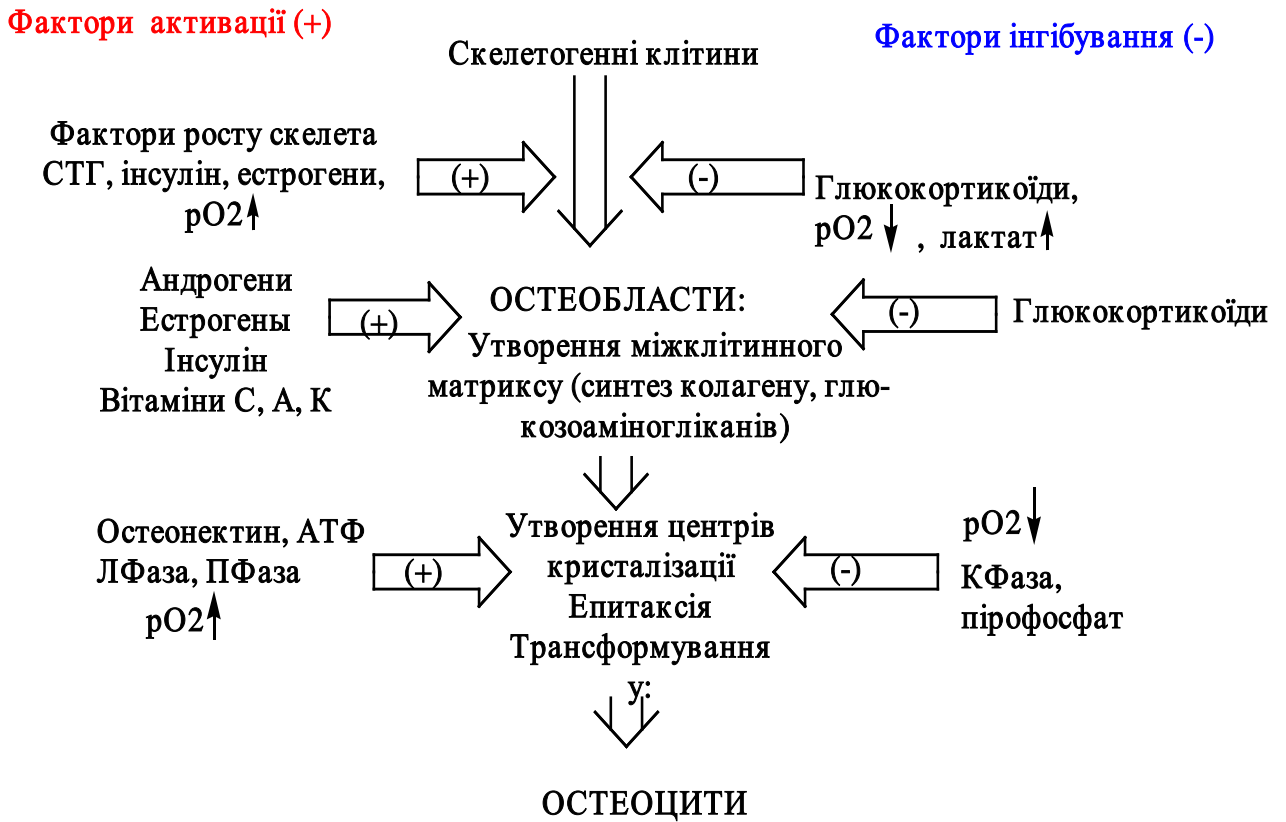 Фактори активації (+)
Фактори інгібування (-)
Скелетогенні клітини
Фактори росту скелета
СТГ, інсулін, естрогени,
рО2
(+)
(-)
Глюкокортикоїди,
рО2 , лактат
Андрогени
Естрогены
Інсулін
Вітаміни С, А, К
(+)
ОСТЕОБЛАСТИ:
Утворення міжклітинного
матриксу (синтез колагену, глю-
козоаміногліканів)
(-)
Глюкокортикоїди
Остеонектин, АТФ
ЛФаза, ПФаза
рО2
(+)
Утворення центрів
кристалізації
Епитаксія
Трансформування
у:
(-)
рО2
КФаза,
пірофосфат
ОСТЕОЦИТИ